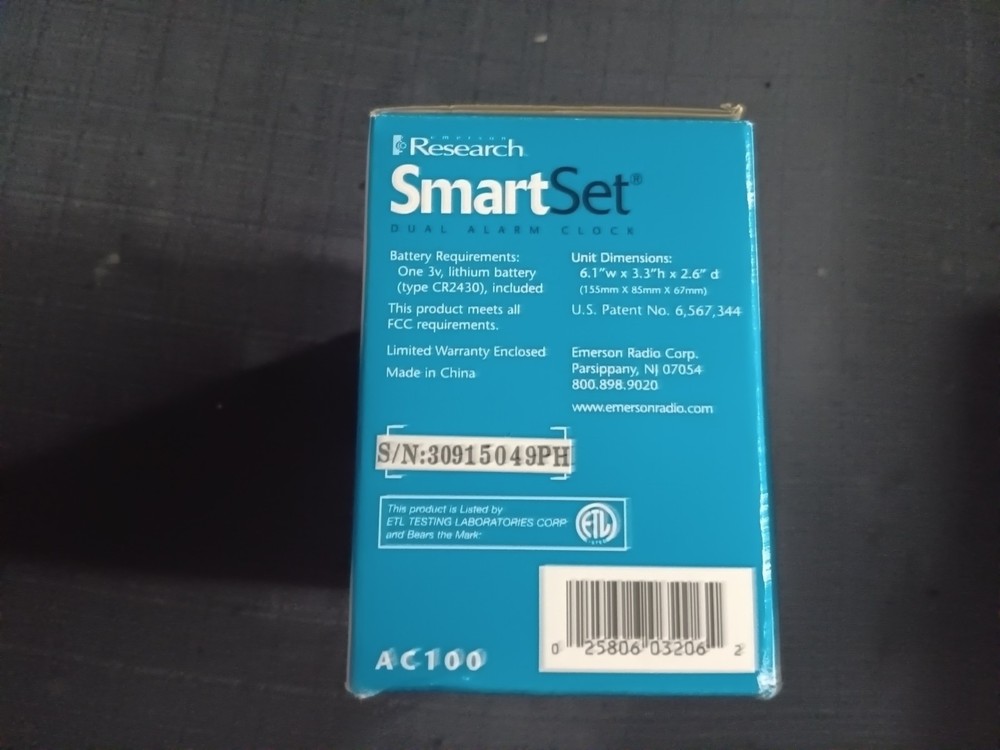 emerson
Research
SmartSet®
DUAL ALARM CLOCK
Battery Requirements:
One 3v, lithium battery
(type CR2430), included
This product meets all
FCC requirements.
Limited Warranty Enclosed
Made in China
Unit Dimensions:
6.1"w x 3.3"h x 2.6" d
(155mm X 85mm X 67mm)
U.S. Patent No. 6,567,344
Emerson Radio Corp.
Parsippany, NJ 07054
800.898.9020
www.emersonradio.com
S/N:30915049PH
This product is Listed by
ETL TESTING LABORATORIES CORP
and Bears the Mark:
ETL
AC100
0 25806 03206 2